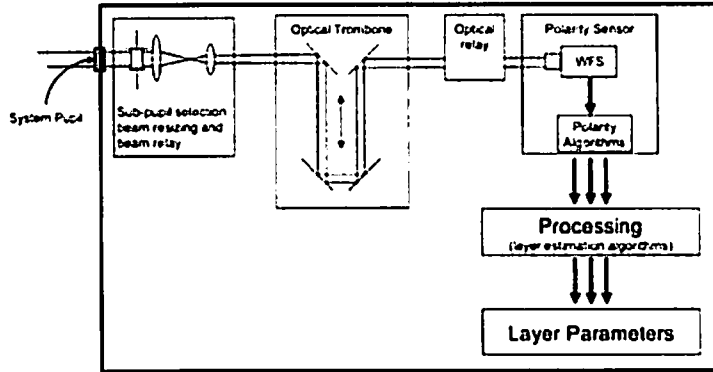 Optical Trombone
Optical
relay
Polarity Sensor
WFS
System Pupil
Sub-pupil selection
beam resizing and
beam relay
Polarity
Algorithms
Processing
(layer estimation algorithms)
Layer Parameters